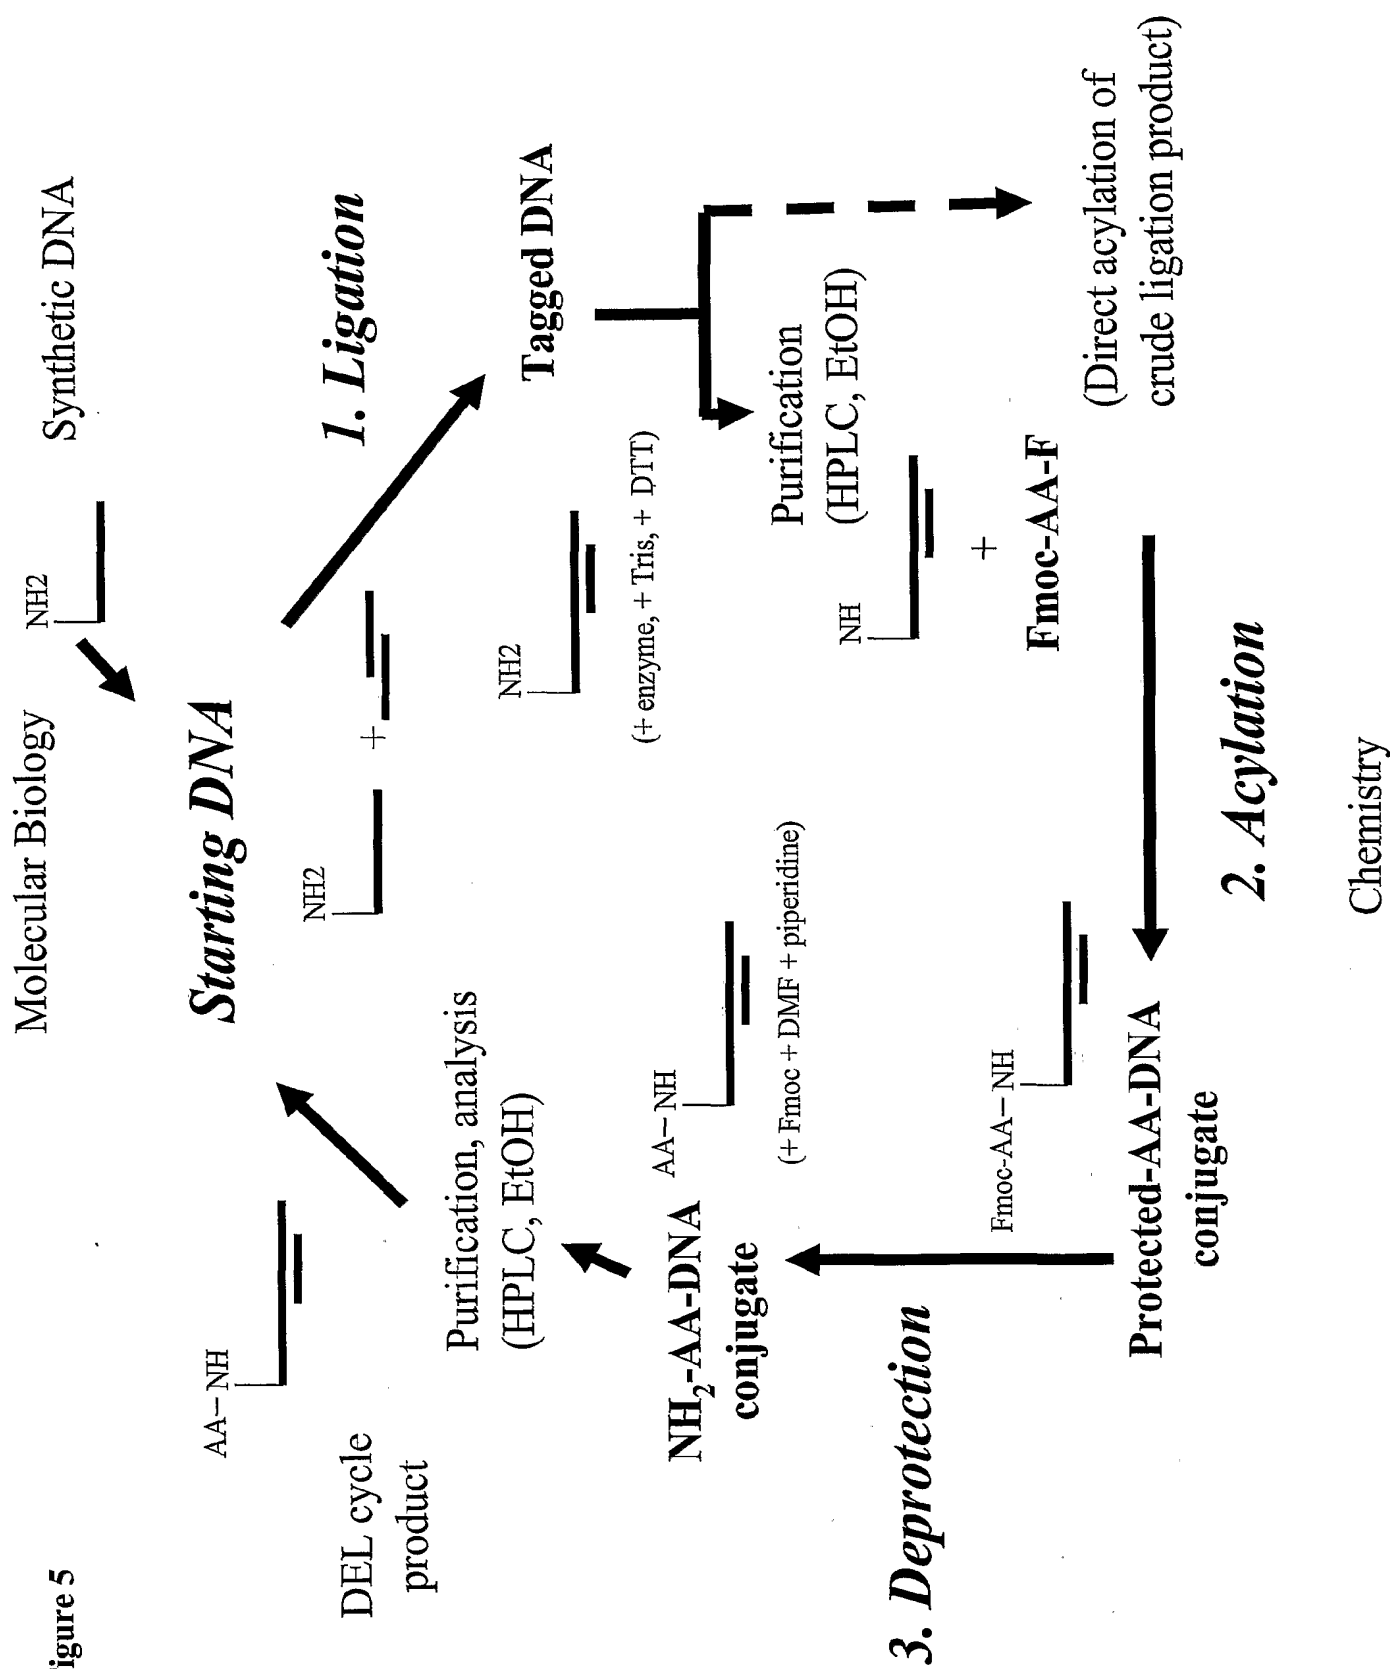 igure 5
Molecular Biology
Synthetic DNA
NH2
Starting DNA
NH2
+
1. Ligation
Tagged DNA
NH2
(+ enzyme, + Tris, + DTT)
Purification
(HPLC, EtOH)
NH
+
Fmoc-AA-F
(Direct acylation of
crude ligation product)
2. Acylation
Chemistry
Protected-AA-DNA
conjugate
Fmoc-AA–NH
3. Deprotection
NH₂-AA-DNA
conjugate
AA–NH
(+ Fmoc + DMF + piperidine)
Purification, analysis
(HPLC, EtOH)
AA–NH
DEL cycle
product